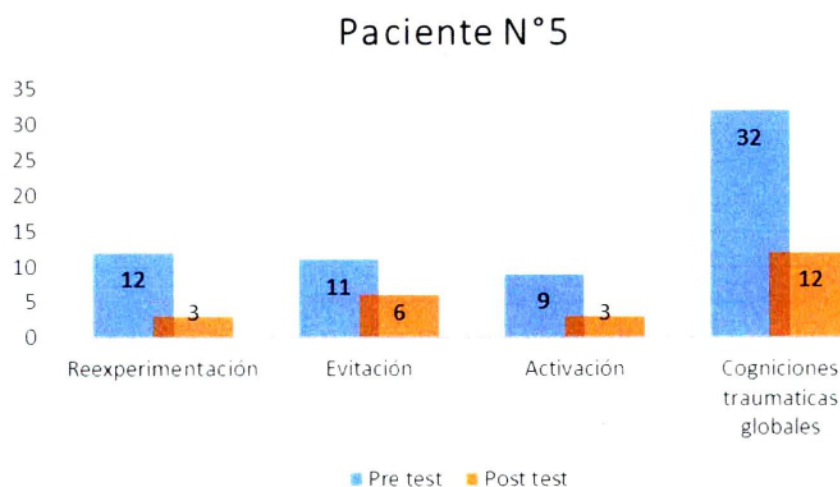 Paciente N°5
35
30
25
20
15
10
5
0
12
3
11
6
9
3
32
12
Reexperimentación
Evitación
Activación
Cogniciones
traumaticas
globales
Pre test
Post test